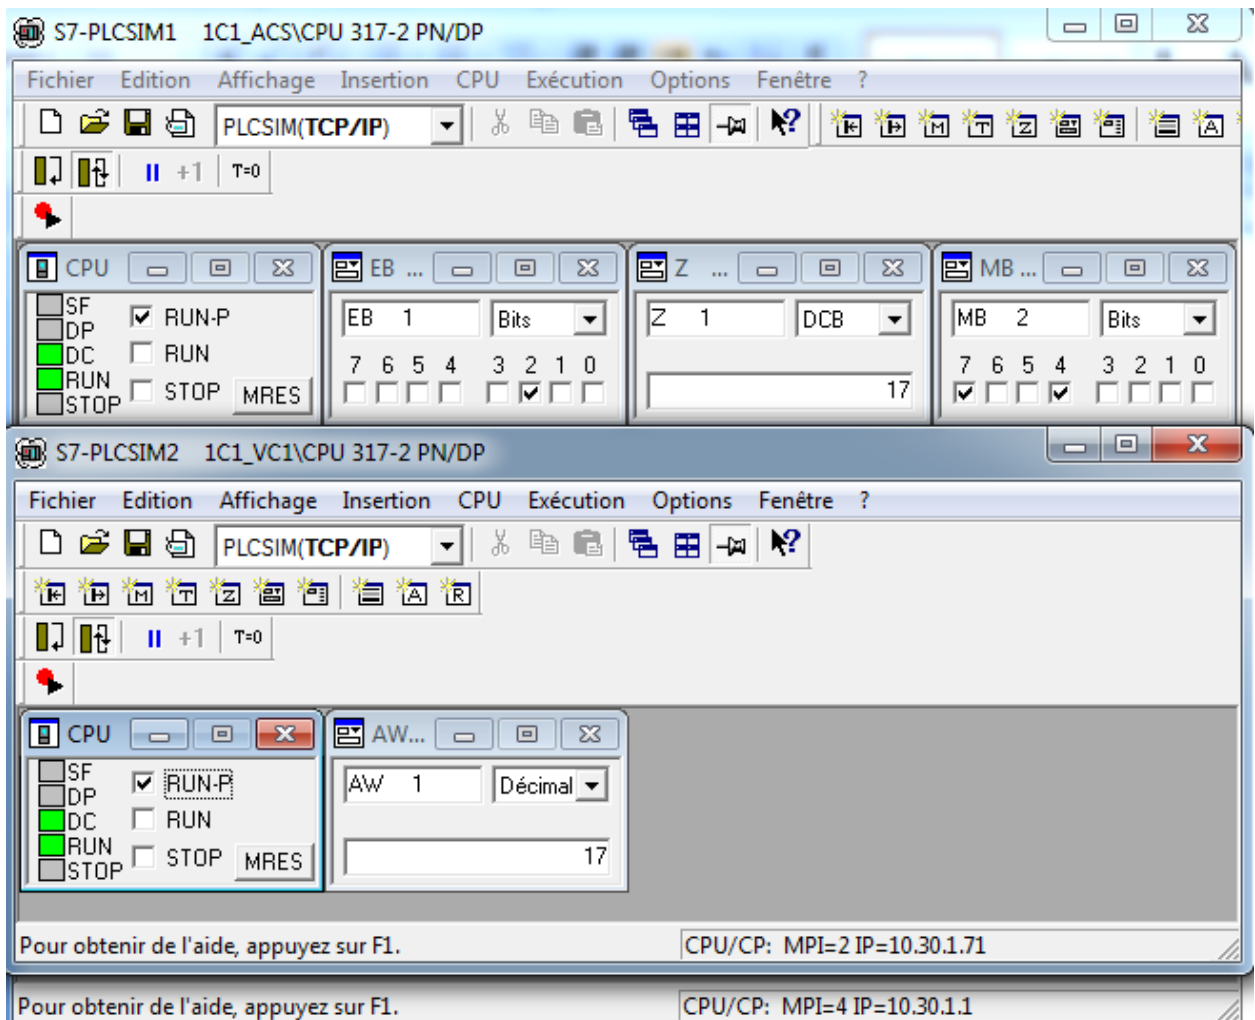 S7-PLCSIM1 1C1_ACS\CPU 317-2 PN/DP
Fichier Edition Affichage Insertion CPU Exécution Options Fenêtre ?
PLCSIM(TCP/IP)
+1 T=0
CPU
SF
DP
DC
RUN
STOP
RUN-P
RUN
STOP MRES
EB ...
EB 1 Bits
7 6 5 4 3 2 1 0
Z ...
Z 1 DCB
17
MB ...
MB 2 Bits
7 6 5 4 3 2 1 0
S7-PLCSIM2 1C1_VC1\CPU 317-2 PN/DP
Fichier Edition Affichage Insertion CPU Exécution Options Fenêtre ?
PLCSIM(TCP/IP)
+1 T=0
CPU
SF
DP
DC
RUN
STOP
RUN-P
RUN
STOP MRES
AW...
AW 1 Décimal
17
Pour obtenir de l'aide, appuyez sur F1. CPU/CP: MPI=2 IP=10.30.1.71
Pour obtenir de l'aide, appuyez sur F1. CPU/CP: MPI=4 IP=10.30.1.1